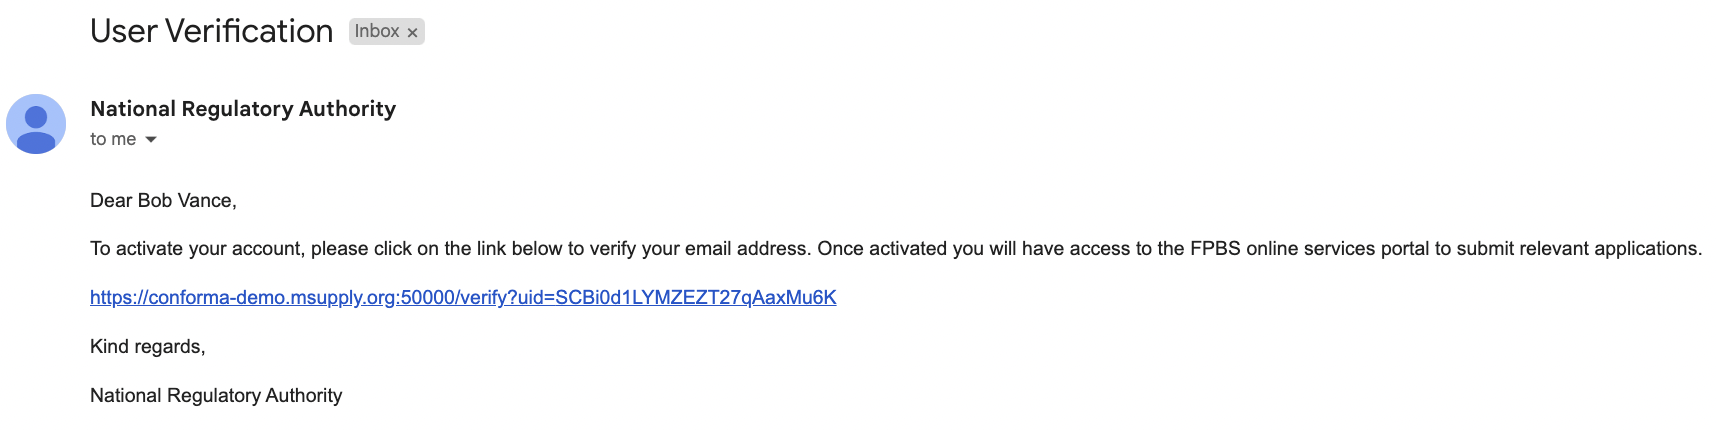 User Verification Inbox ×
National Regulatory Authority
to me
Dear Bob Vance,
To activate your account, please click on the link below to verify your email address. Once activated you will have access to the FPBS online services portal to submit relevant applications.
https://conforma-demo.msupply.org:50000/verify?uid=SCBi0d1LYMZEZT27qAaxMu6K
Kind regards,
National Regulatory Authority